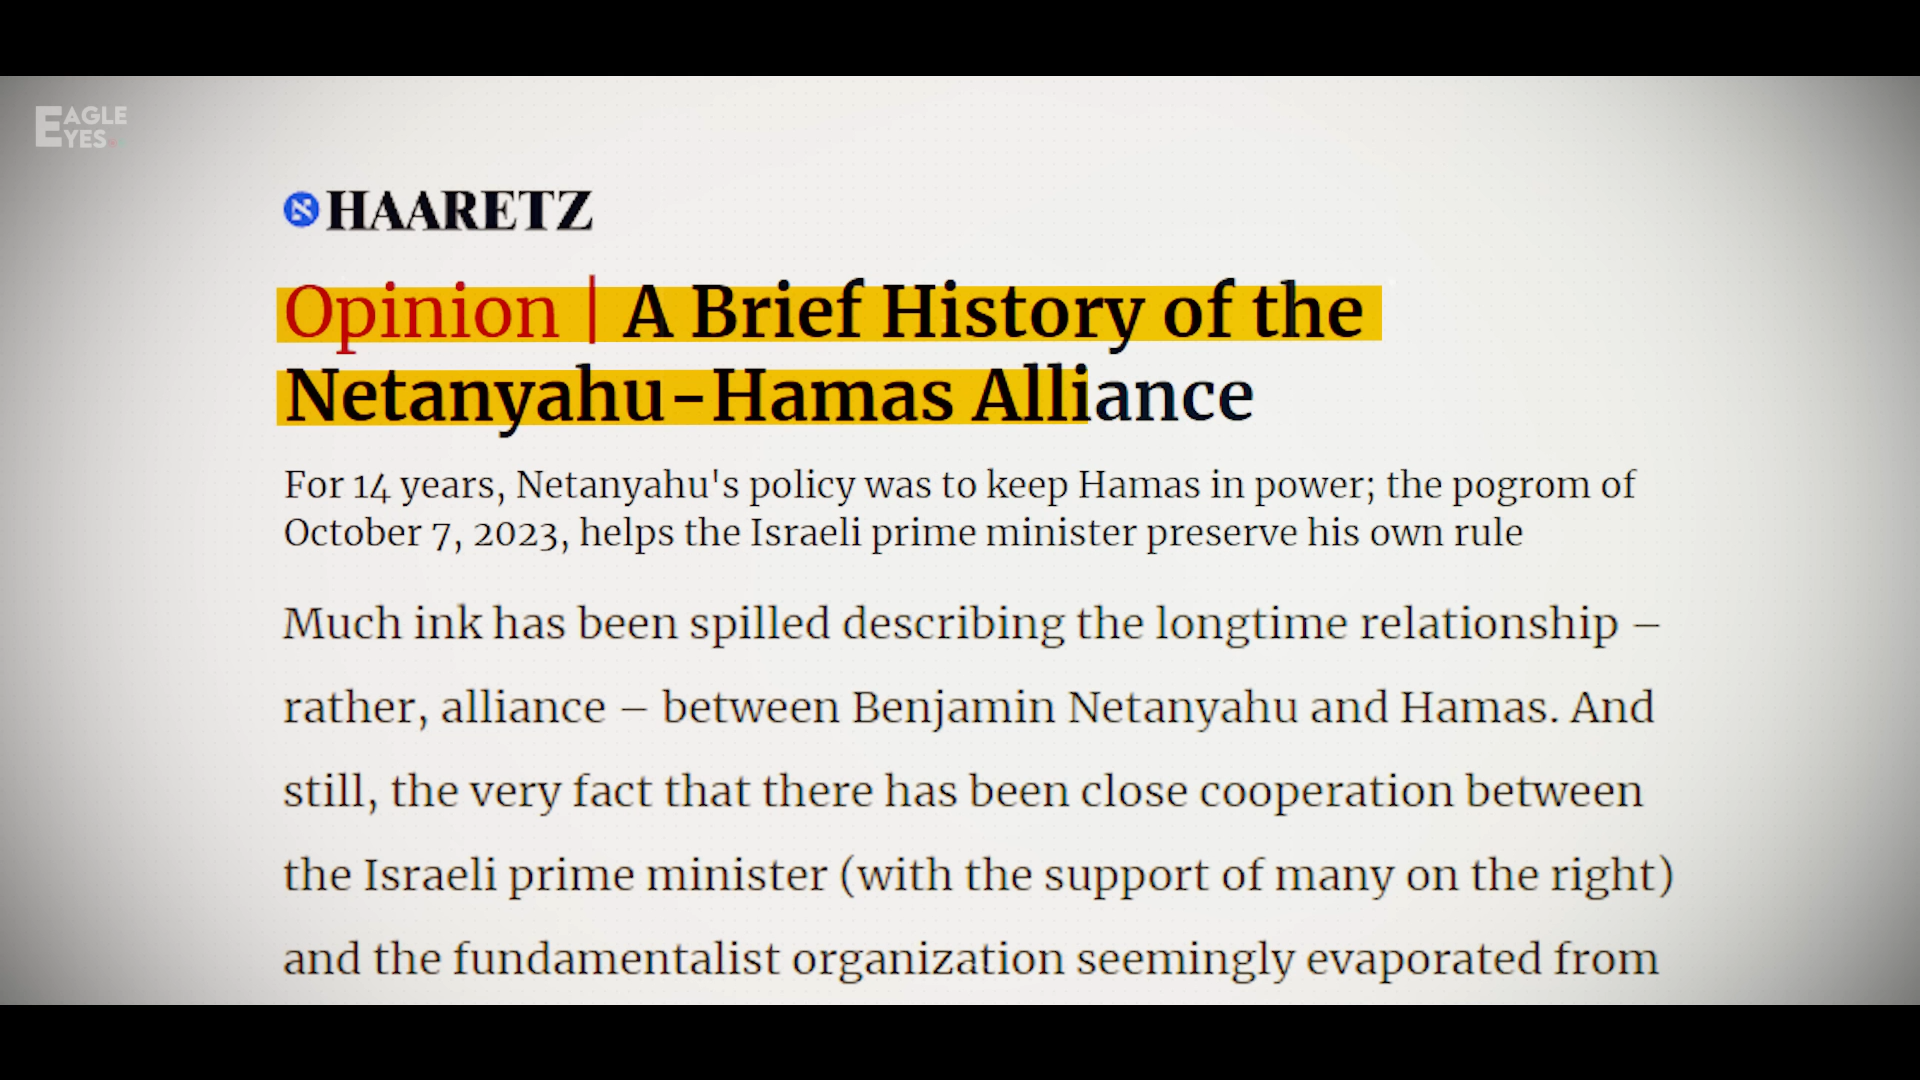 EAGLE
EYES.
HAARETZ
Opinion | A Brief History of the
Netanyahu-Hamas Alliance
For 14 years, Netanyahu's policy was to keep Hamas in power; the pogrom of
October 7, 2023, helps the Israeli prime minister preserve his own rule
Much ink has been spilled describing the longtime relationship –
rather, alliance – between Benjamin Netanyahu and Hamas. And
still, the very fact that there has been close cooperation between
the Israeli prime minister (with the support of many on the right)
and the fundamentalist organization seemingly evaporated from